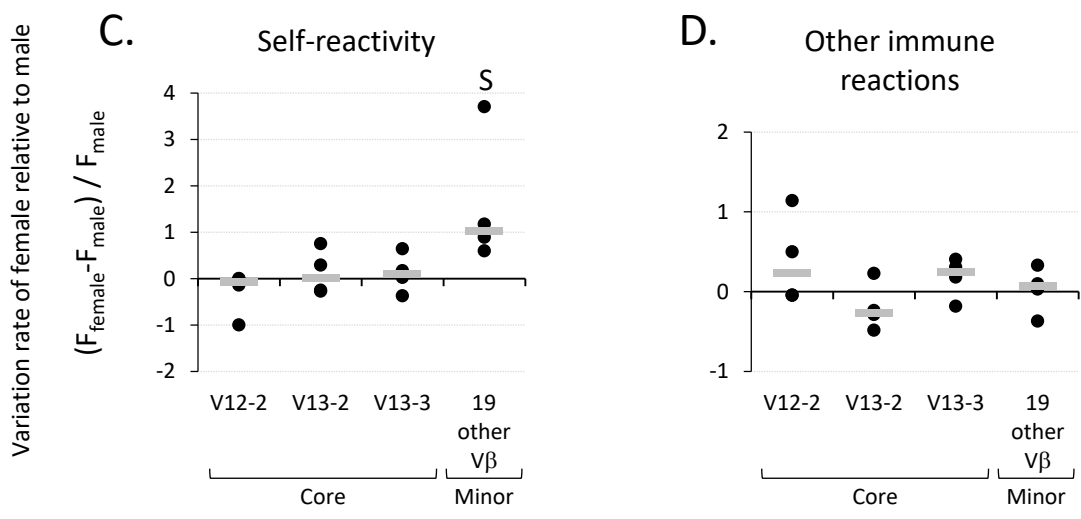 Variation rate of female relative to male
(Ffemale-Fmale) / Fmale
C.
Self-reactivity
S
4
3
2
1
0
-1
-2
V12-2
V13-2
V13-3
19
other
Vβ
Core
Minor
D.
Other immune
reactions
2
1
0
-1
V12-2
V13-2
V13-3
19
other
Vβ
Core
Minor